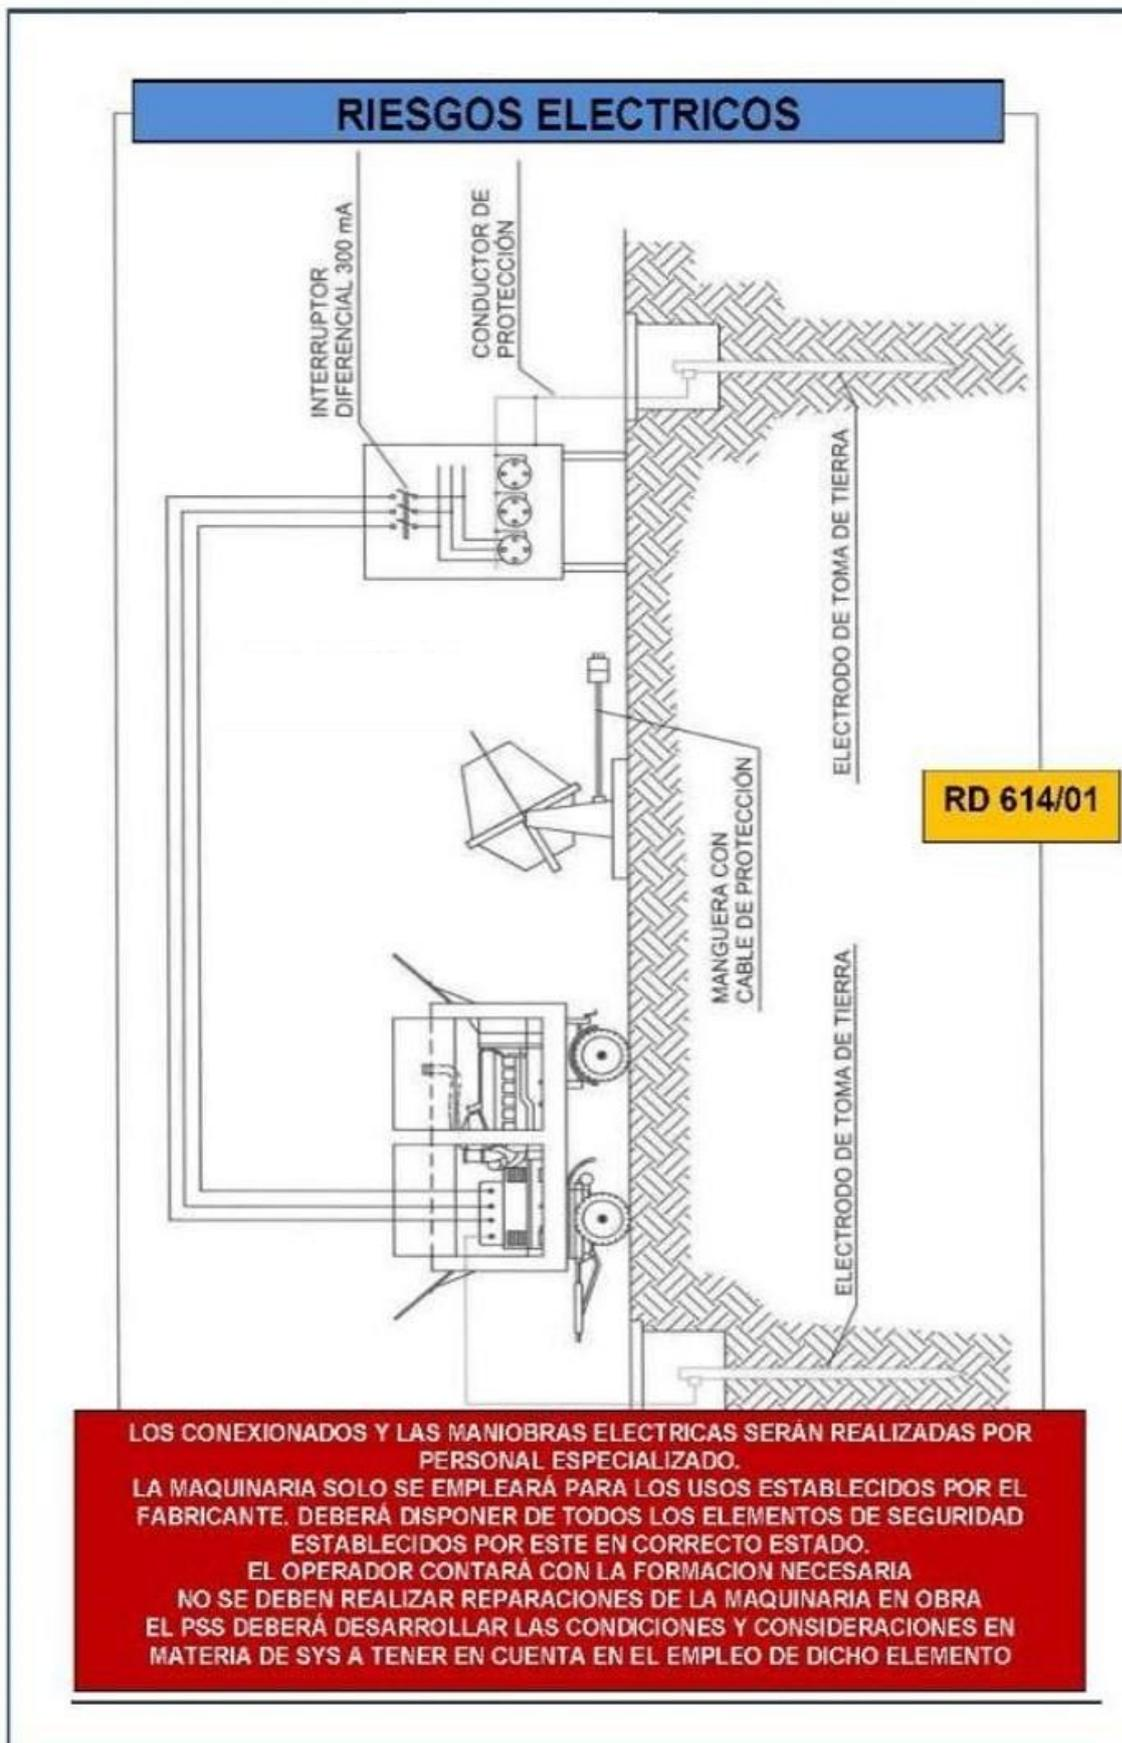 RIESGOS ELECTRICOS
INTERRUPTOR
DIFERENCIAL 300 mA
CONDUCTOR DE
PROTECCIÓN
ELECTRODO DE TOMA DE TIERRA
RD 614/01
MANGUERA CON
CABLE DE PROTECCIÓN
ELECTRODO DE TOMA DE TIERRA
LOS CONEXIONADOS Y LAS MANIOBRAS ELECTRICAS SERÁN REALIZADAS POR
PERSONAL ESPECIALIZADO.
LA MAQUINARIA SOLO SE EMPLEARÁ PARA LOS USOS ESTABLECIDOS POR EL
FABRICANTE. DEBERÁ DISPONER DE TODOS LOS ELEMENTOS DE SEGURIDAD
ESTABLECIDOS POR ESTE EN CORRECTO ESTADO.
EL OPERADOR CONTARÁ CON LA FORMACION NECESARIA
NO SE DEBEN REALIZAR REPARACIONES DE LA MAQUINARIA EN OBRA
EL PSS DEBERÁ DESARROLLAR LAS CONDICIONES Y CONSIDERACIONES EN
MATERIA DE SYS A TENER EN CUENTA EN EL EMPLEO DE DICHO ELEMENTO